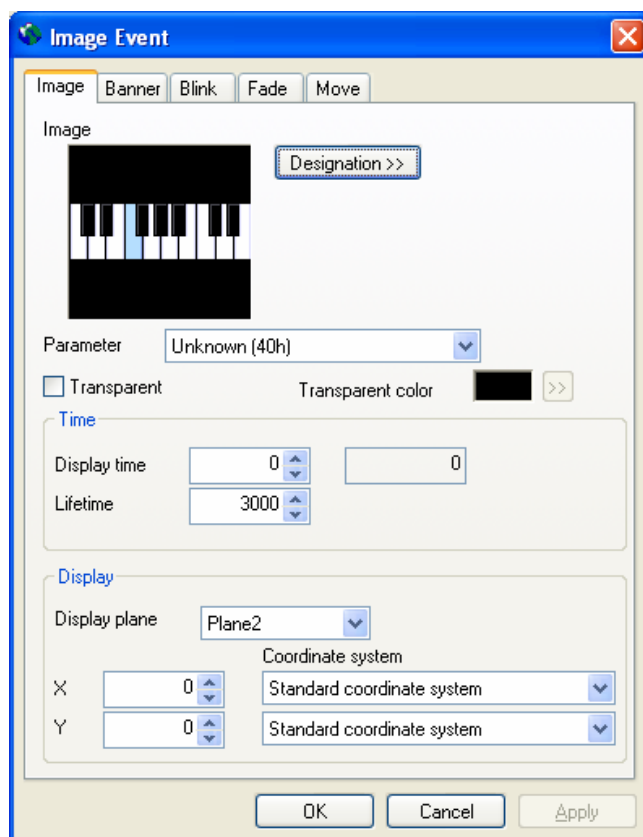 Image Event
Image Banner Blink Fade Move
Image
Designation >>
Parameter Unknown (40h)
Transparent Transparent color >>
Time
Display time 0 0
Lifetime 3000
Display
Display plane Plane2
Coordinate system
X 0 Standard coordinate system
Y 0 Standard coordinate system
OK Cancel Apply